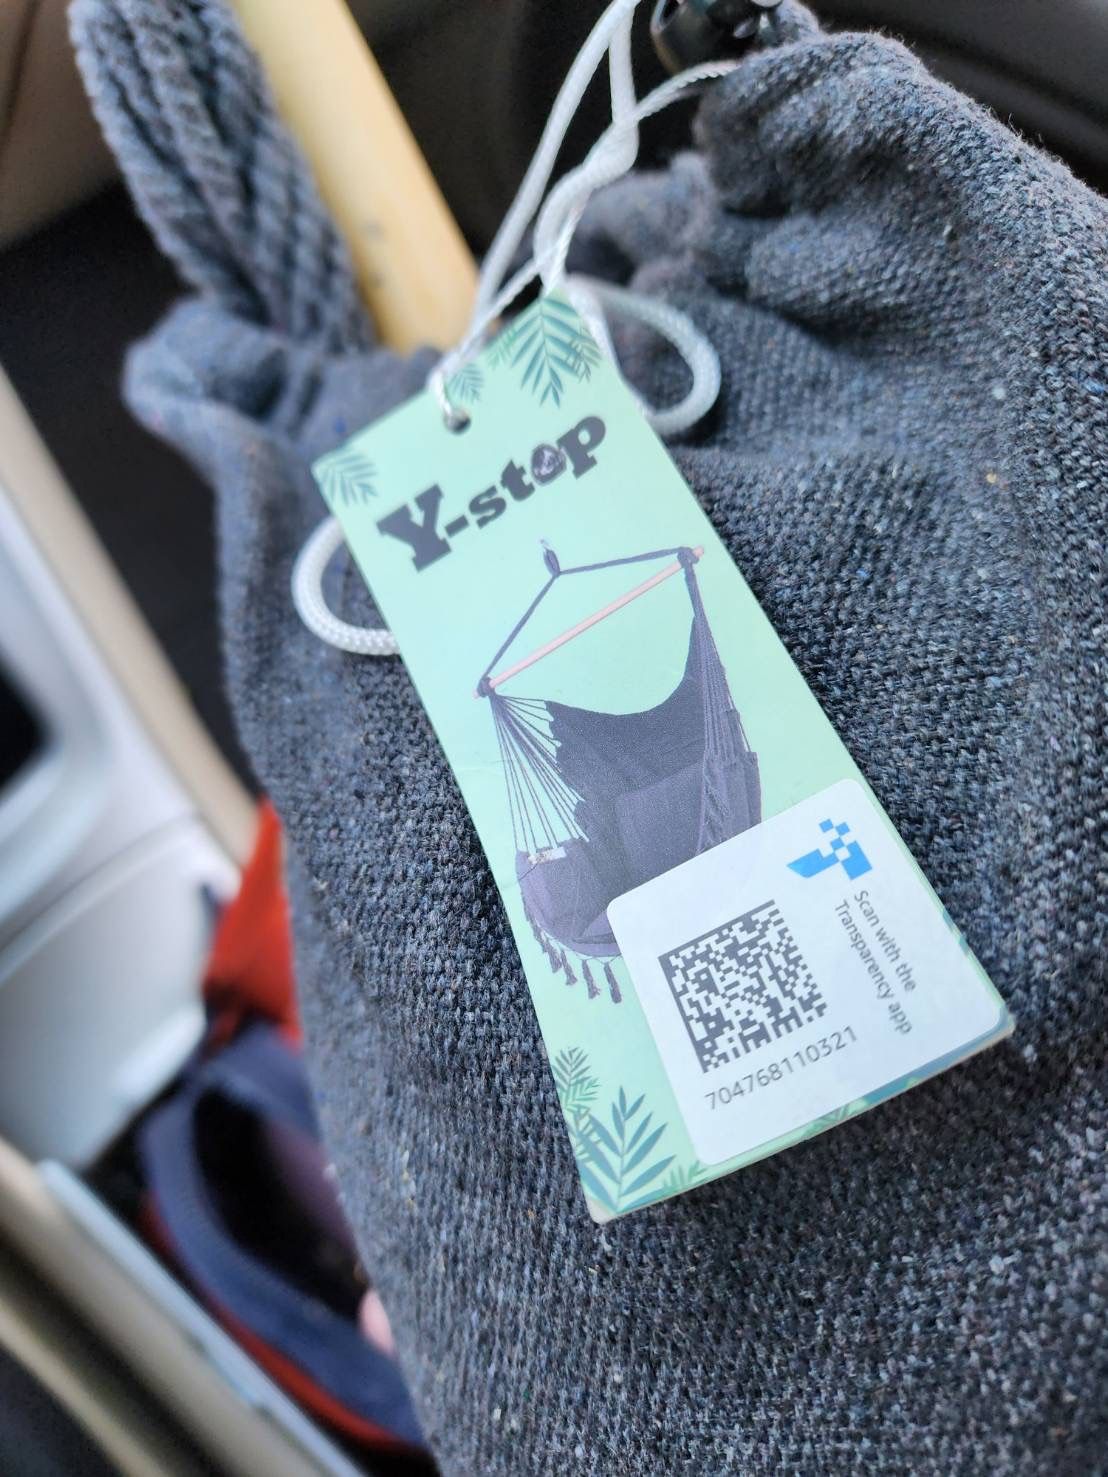 Y-stop
Scan with the
Transparency app
704768110321